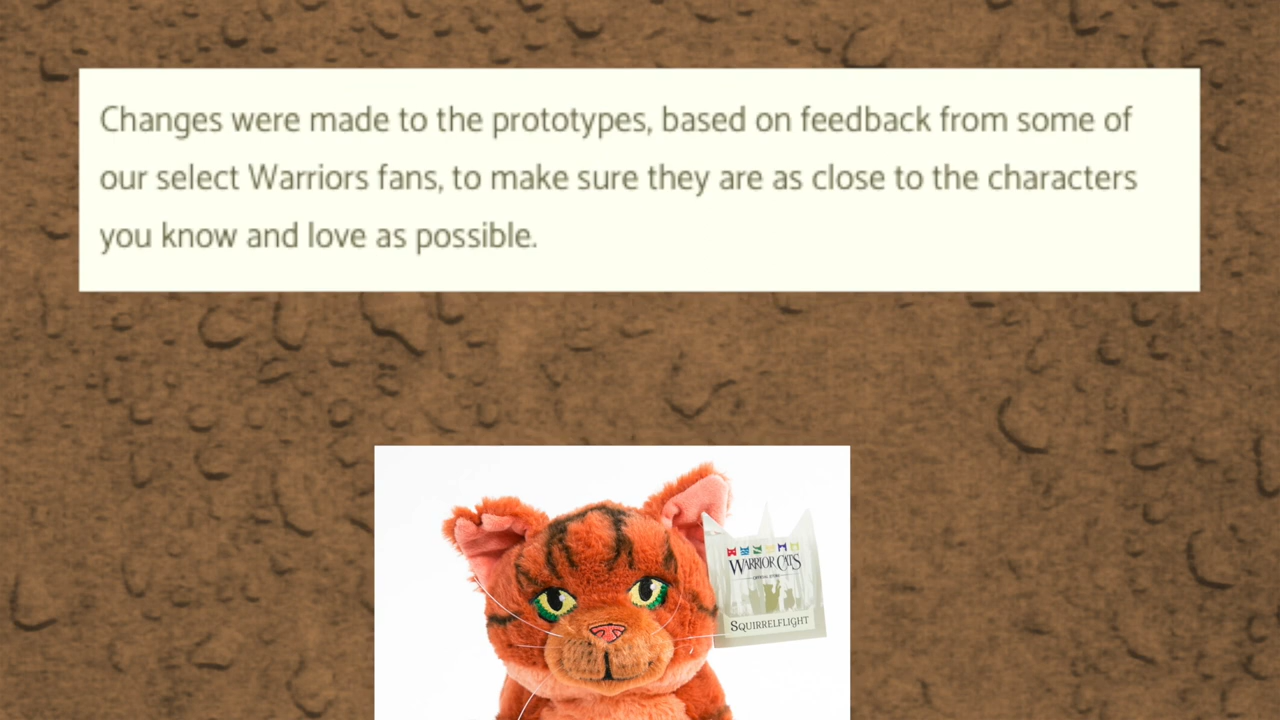 Changes were made to the prototypes, based on feedback from some of
our select Warriors fans, to make sure they are as close to the characters
you know and love as possible.
WARRIOR CATS
SQUIRRELFLIGHT